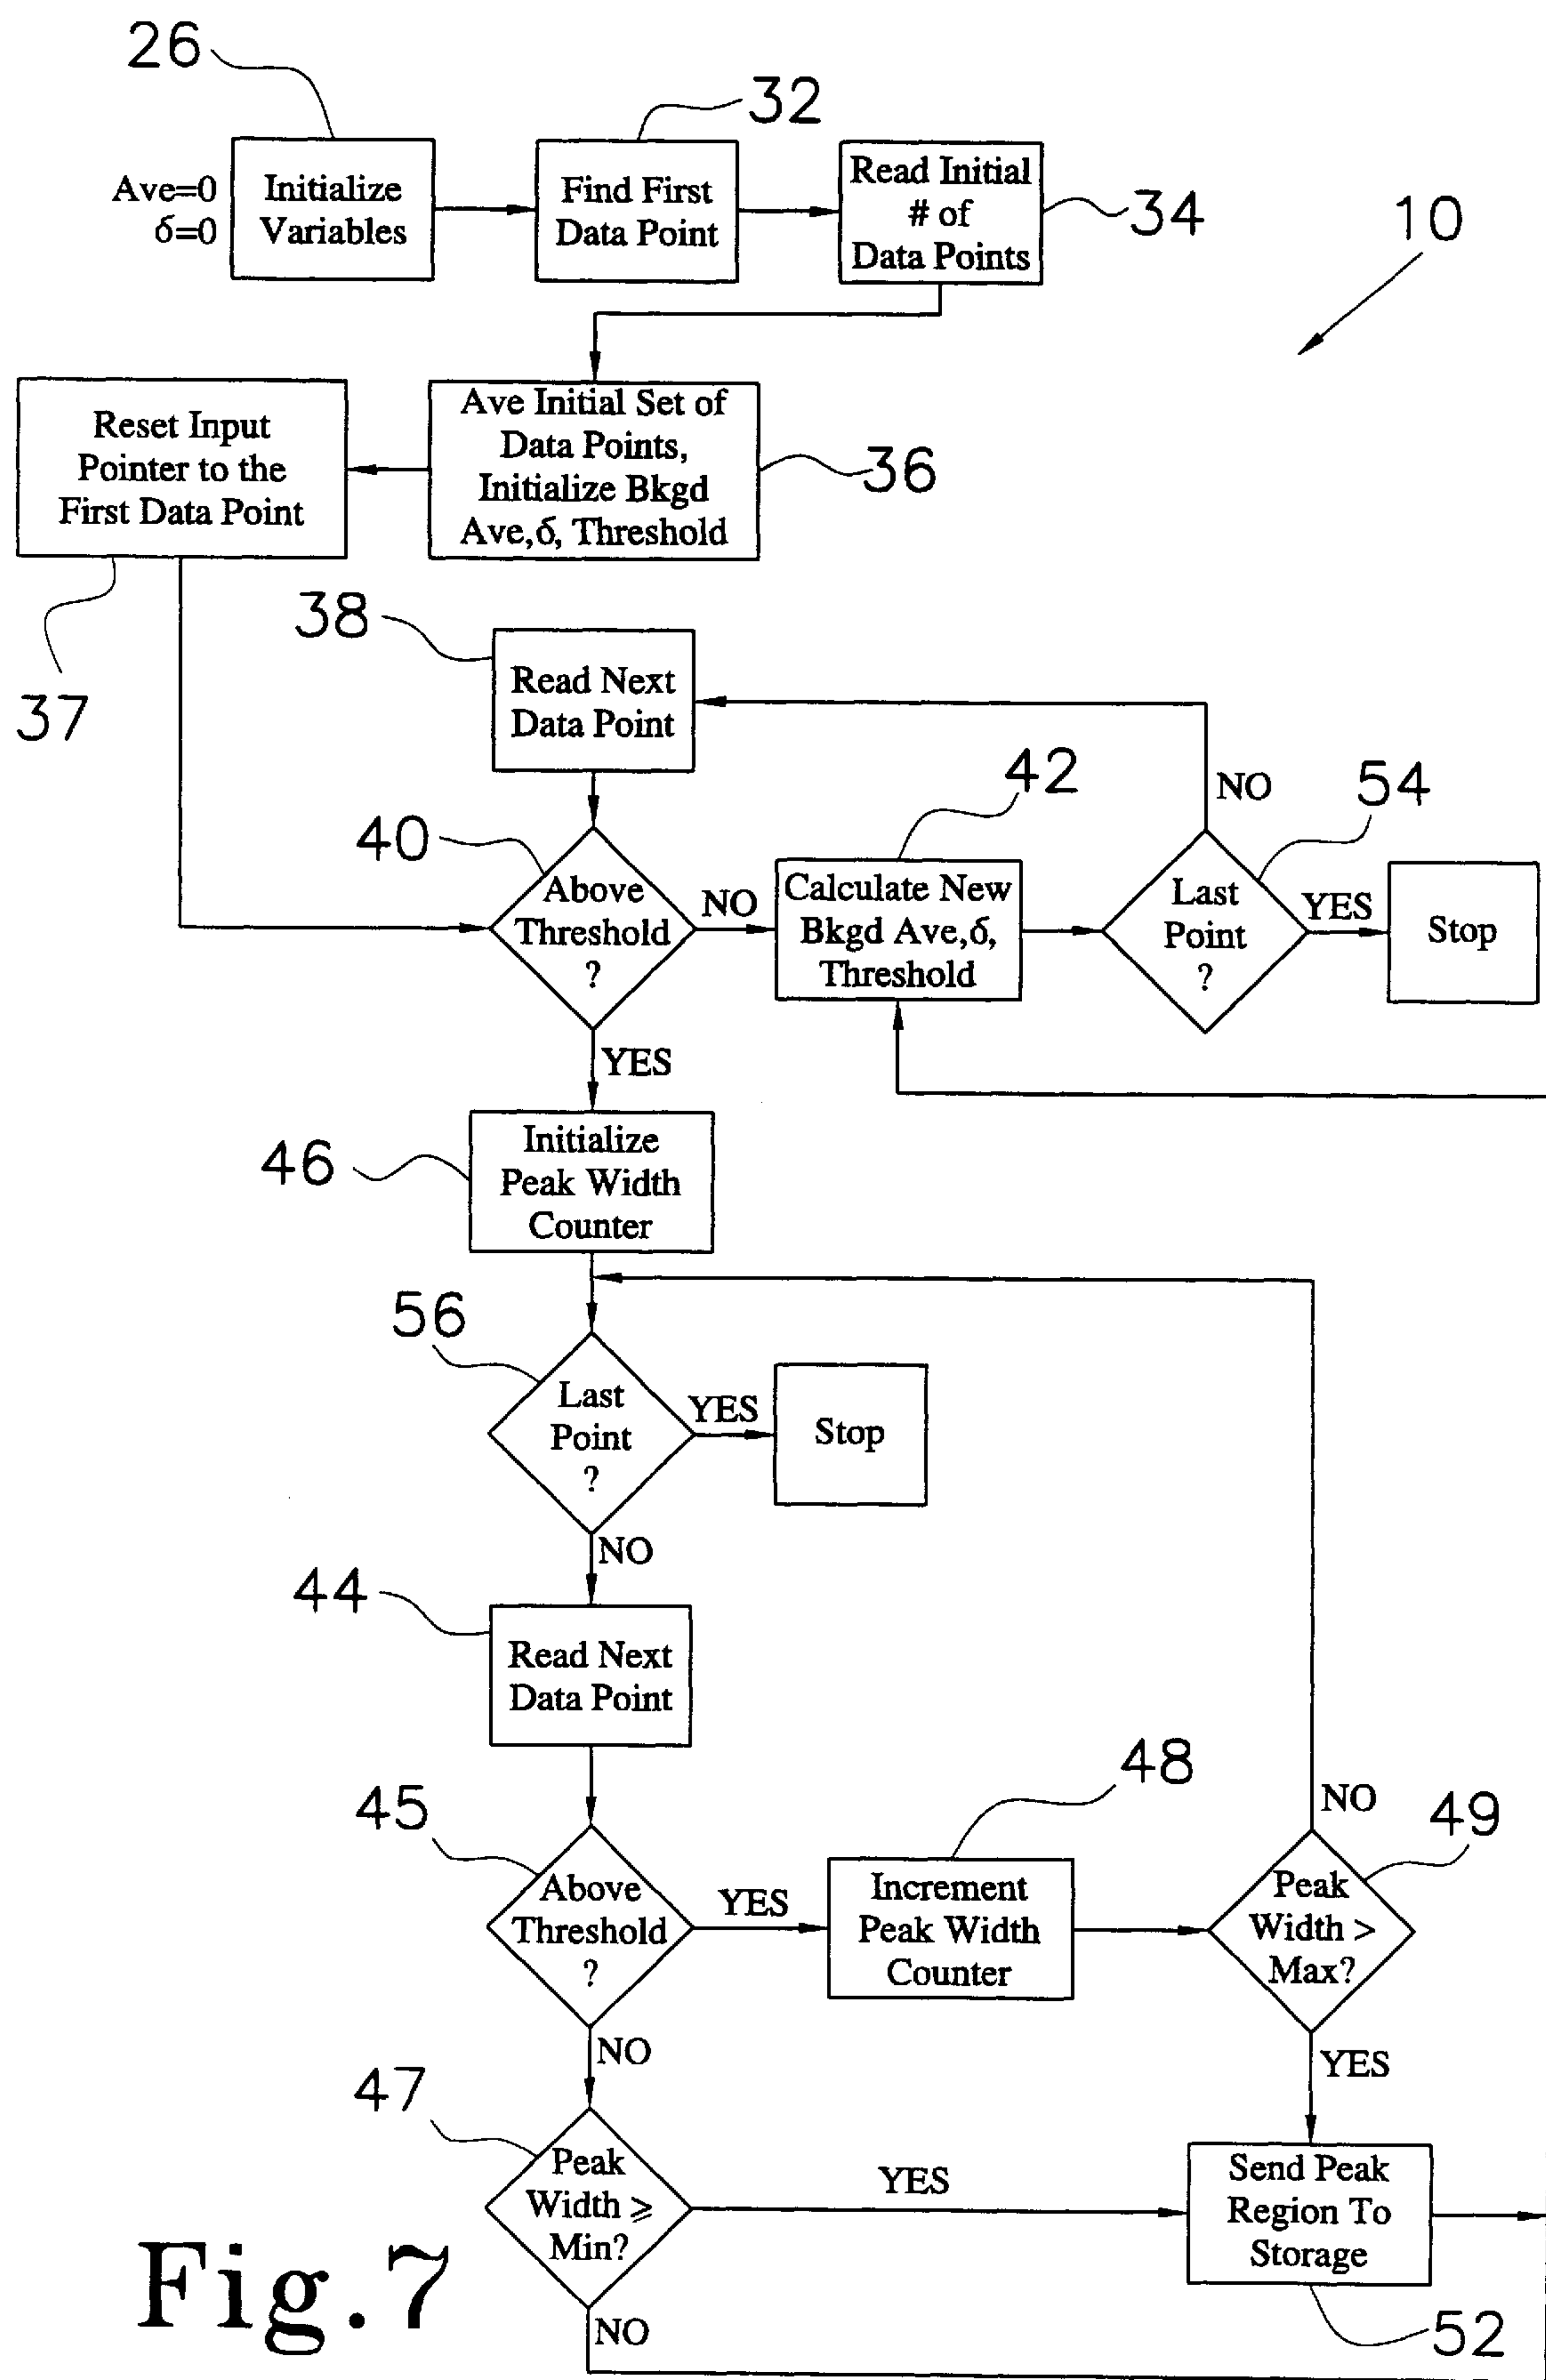 26
32
Ave=0
δ=0
Initialize
Variables
Find First
Data Point
Read Initial
# of
Data Points
34
10
Reset Input
Pointer to the
First Data Point
Ave Initial Set of
Data Points,
Initialize Bkgd
Ave,δ, Threshold
36
37
38
Read Next
Data Point
40
Above
Threshold
?
NO
42
Calculate New
Bkgd Ave,δ,
Threshold
NO
54
Last
Point
?
YES
Stop
YES
46
Initialize
Peak Width
Counter
56
Last
Point
?
YES
Stop
NO
44
Read Next
Data Point
45
Above
Threshold
?
YES
48
Increment
Peak Width
Counter
NO
49
Peak
Width >
Max?
NO
YES
47
Peak
Width ⩾
Min?
YES
Send Peak
Region To
Storage
52
NO
Fig.7